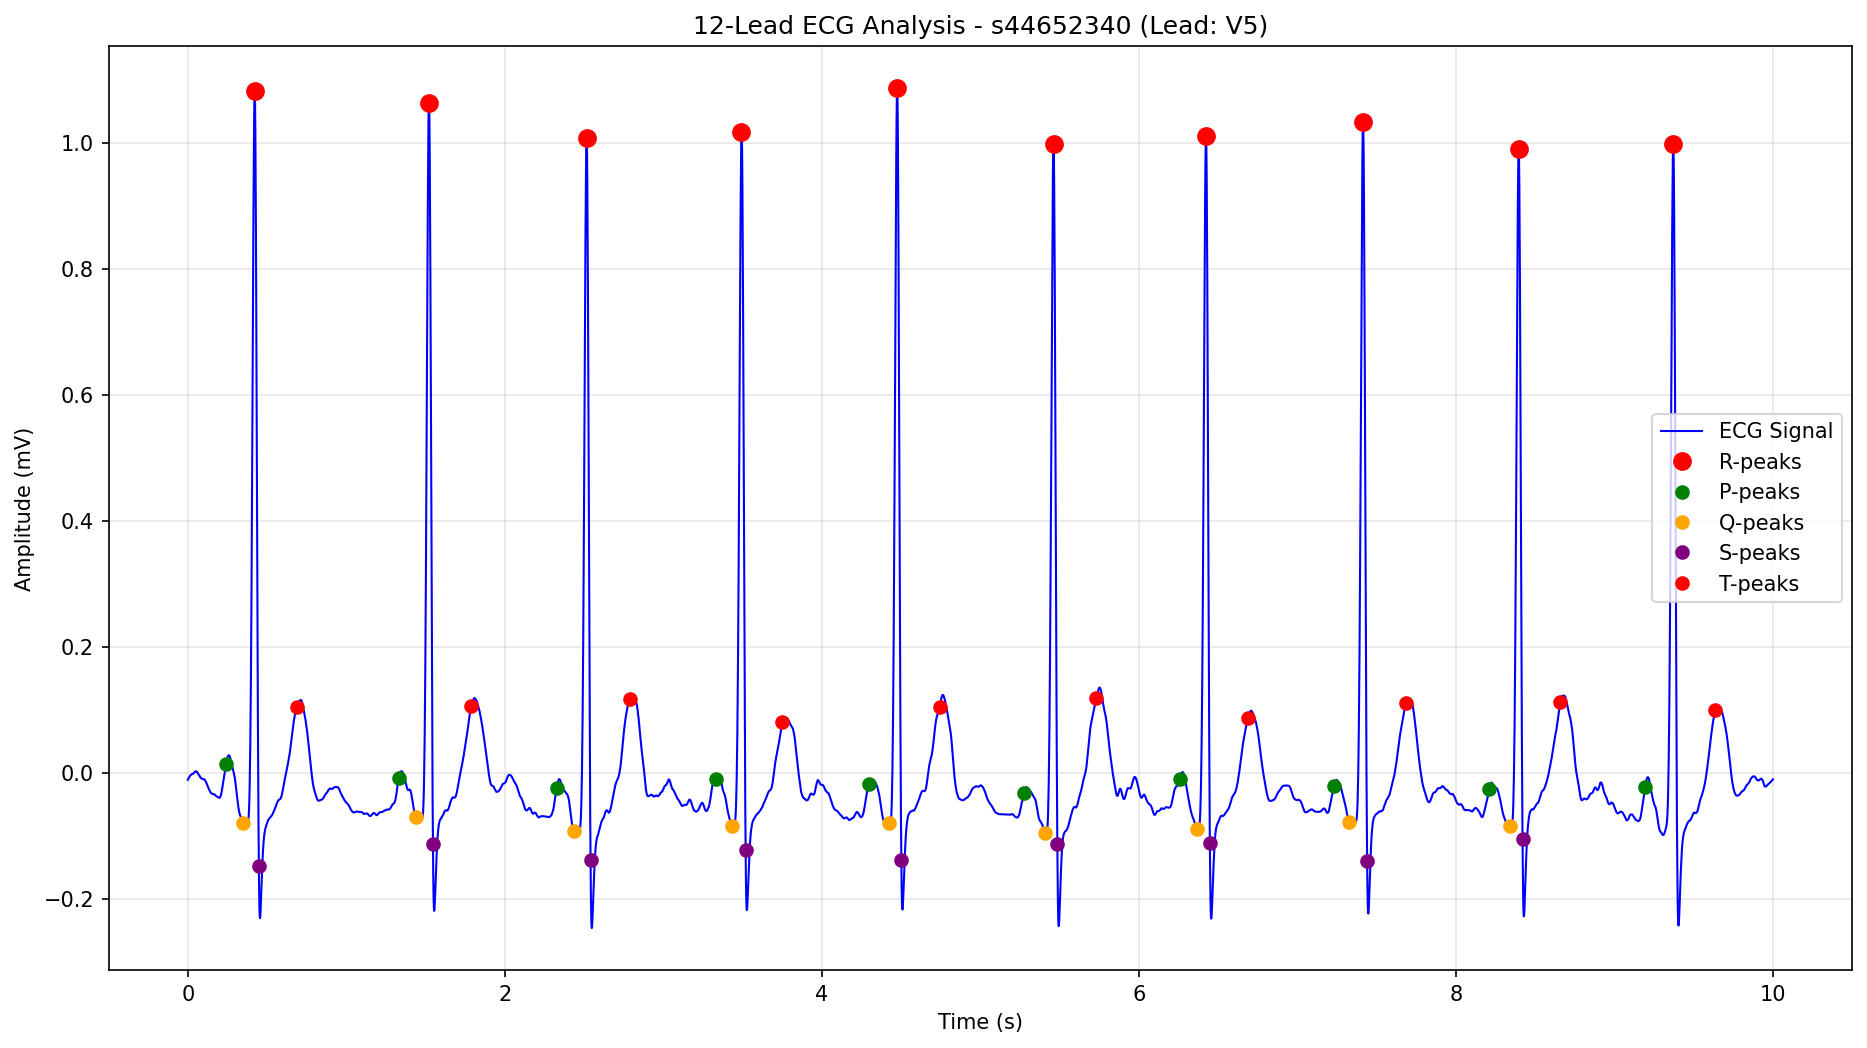 12-Lead ECG Analysis - s44652340 (Lead: V5)
Amplitude (mV)
1.0
0.8
0.6
0.4
0.2
0.0
−0.2
ECG Signal
R-peaks
P-peaks
Q-peaks
S-peaks
T-peaks
0 2 4 6 8 10
Time (s)